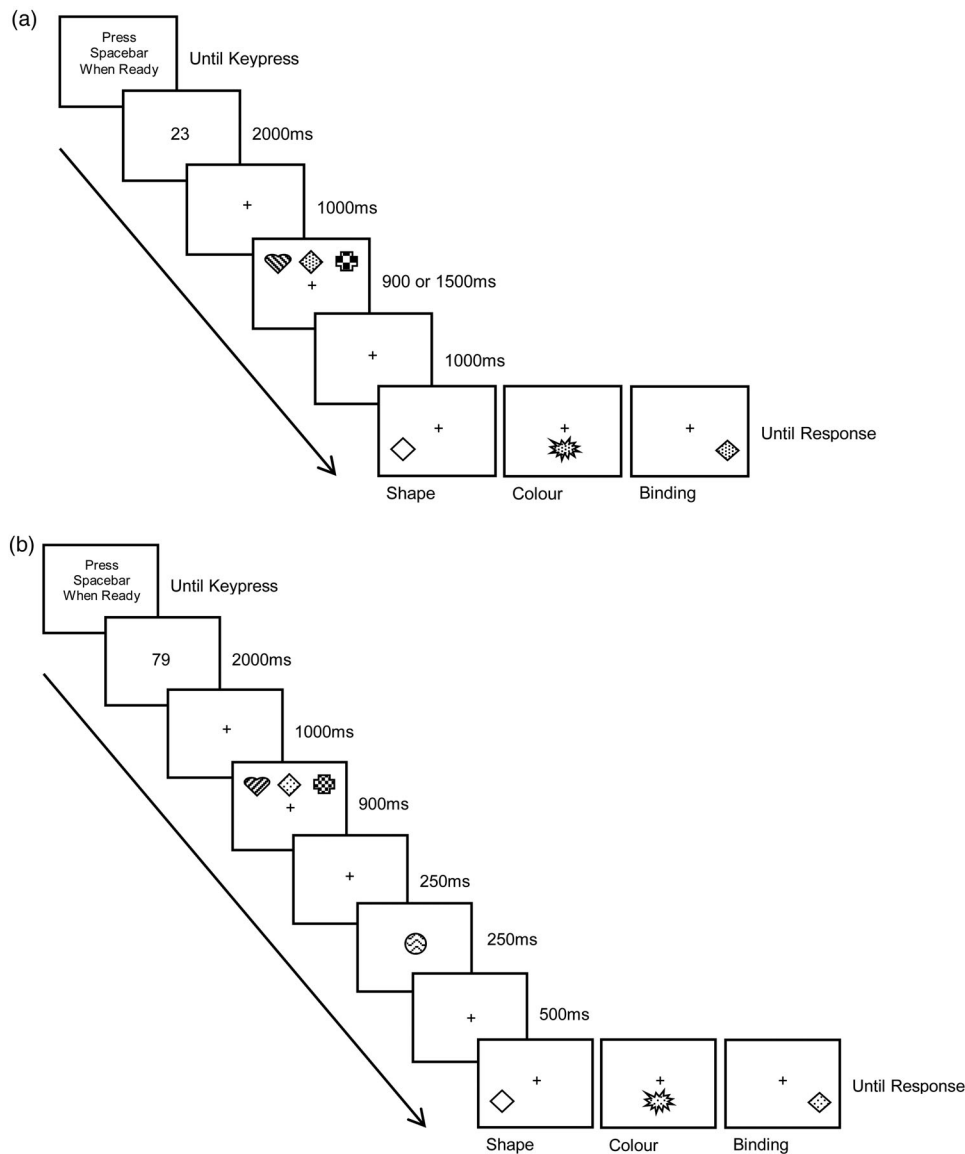 (a)
Press
Spacebar
When Ready
Until Keypress
23
2000ms
+
1000ms
+
900 or 1500ms
+
1000ms
+
+
+
Until Response
Shape
Colour
Binding
(b)
Press
Spacebar
When Ready
Until Keypress
79
2000ms
+
1000ms
+
900ms
+
250ms
250ms
+
500ms
+
+
+
Until Response
Shape
Colour
Binding